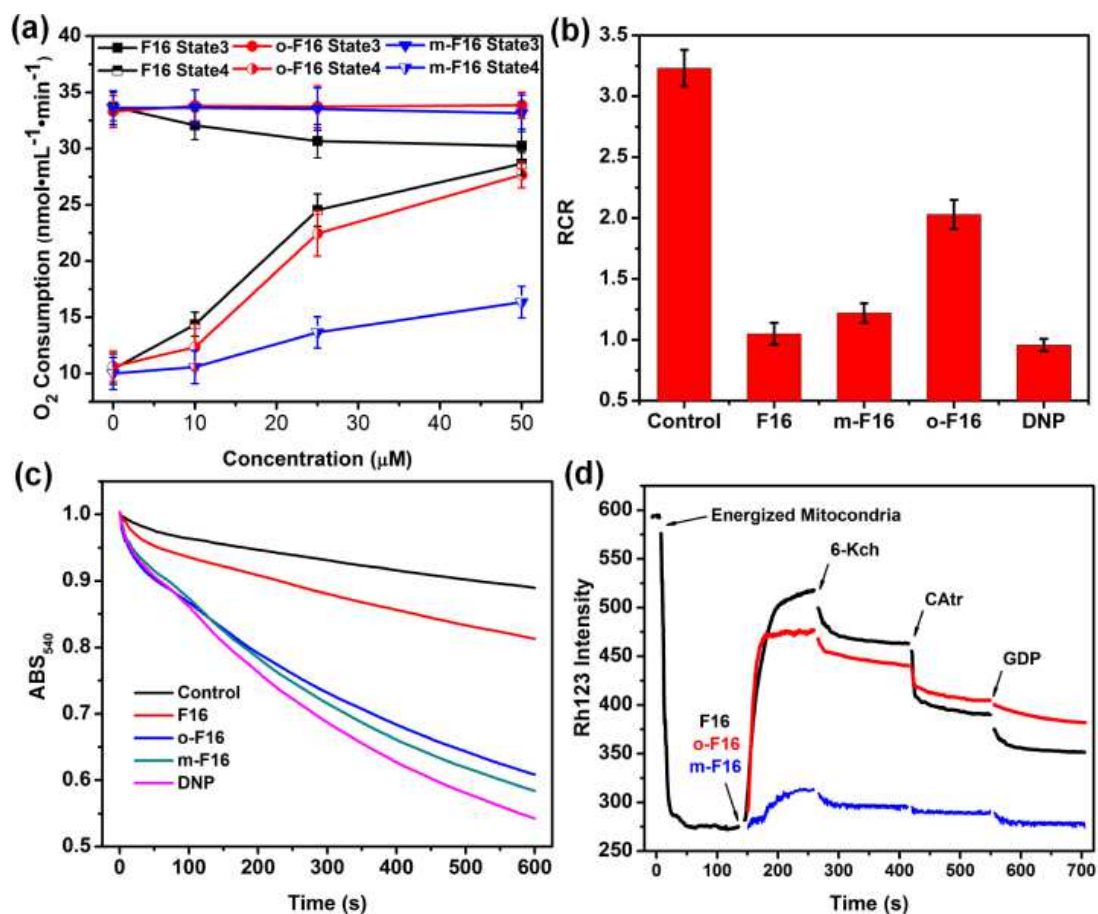 (a)
F16 State3 o-F16 State3 m-F16 State3
F16 State4 o-F16 State4 m-F16 State4
40
35
30
25
20
15
10
O2 Consumption (nmol•mL-1•min-1)
0 10 20 30 40 50
Concentration (μM)
(b)
3.5
3.0
2.5
2.0
1.5
1.0
0.5
RCR
Control F16 m-F16 o-F16 DNP
(c)
1.0
0.9
0.8
0.7
0.6
0.5
ABS540
Control
F16
o-F16
m-F16
DNP
0 100 200 300 400 500 600
Time (s)
(d)
600
550
500
450
400
350
300
250
Rh123 Intensity
Energized Mitocondria
6-Kch
CAtr
GDP
F16
o-F16
m-F16
0 100 200 300 400 500 600 700
Time (s)